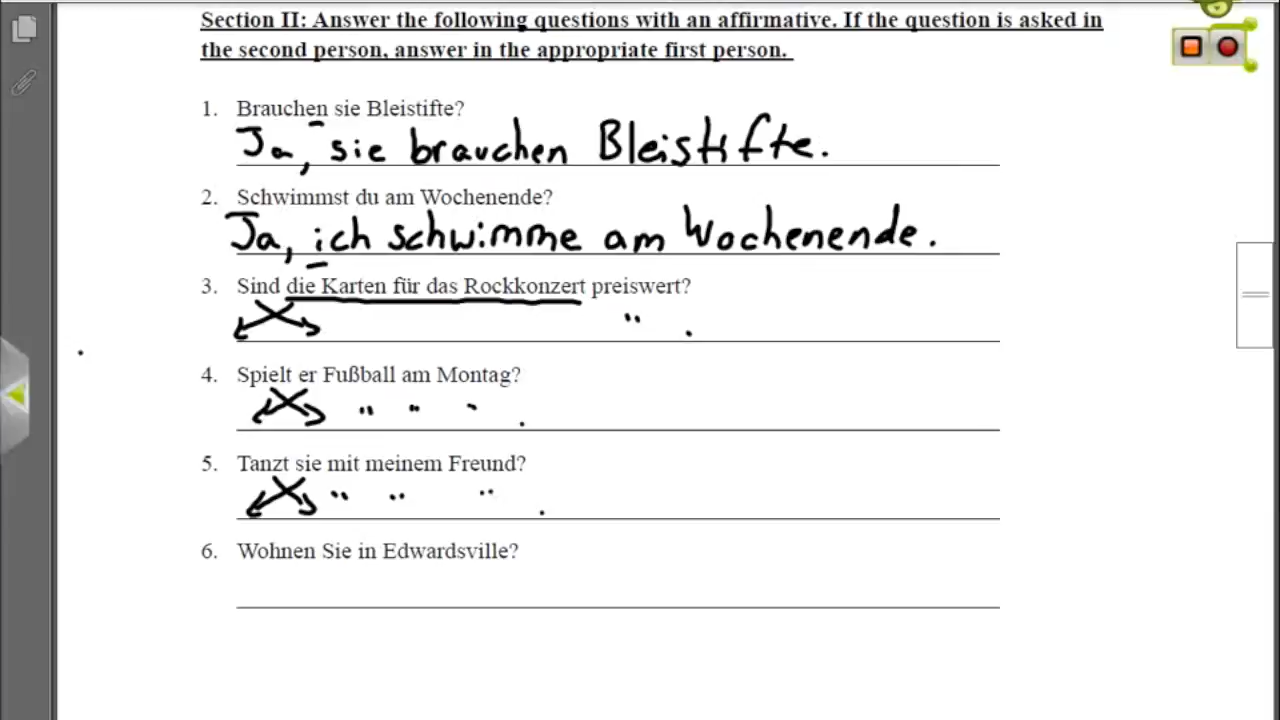 Section II: Answer the following questions with an affirmative. If the question is asked in
the second person, answer in the appropriate first person.
1. Brauchen sie Bleistifte?
Ja, sie brauchen Bleistifte.
2. Schwimmst du am Wochenende?
Ja, ich schwimme am Wochenende.
3. Sind die Karten für das Rockkonzert preiswert?
" .
4. Spielt er Fußball am Montag?
" " " .
5. Tanzt sie mit meinem Freund?
" " " .
6. Wohnen Sie in Edwardsville?